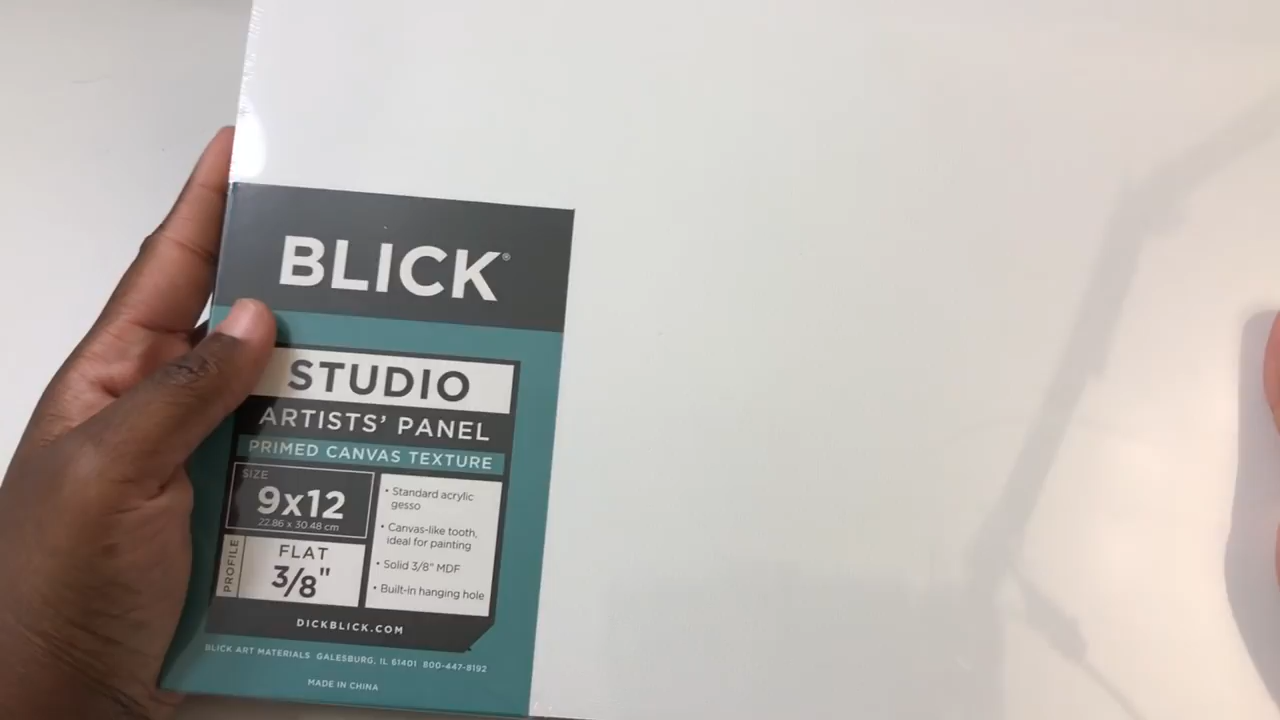 BLICK®
STUDIO
ARTISTS' PANEL
PRIMED CANVAS TEXTURE
SIZE
9x12
22.86 x 30.48 cm
PROFILE
FLAT
3/8"
• Standard acrylic
gesso
• Canvas-like tooth,
ideal for painting
• Solid 3/8" MDF
• Built-in hanging hole
DICKBLICK.COM
BLICK ART MATERIALS GALESBURG, IL 61401 800-447-8192
MADE IN CHINA